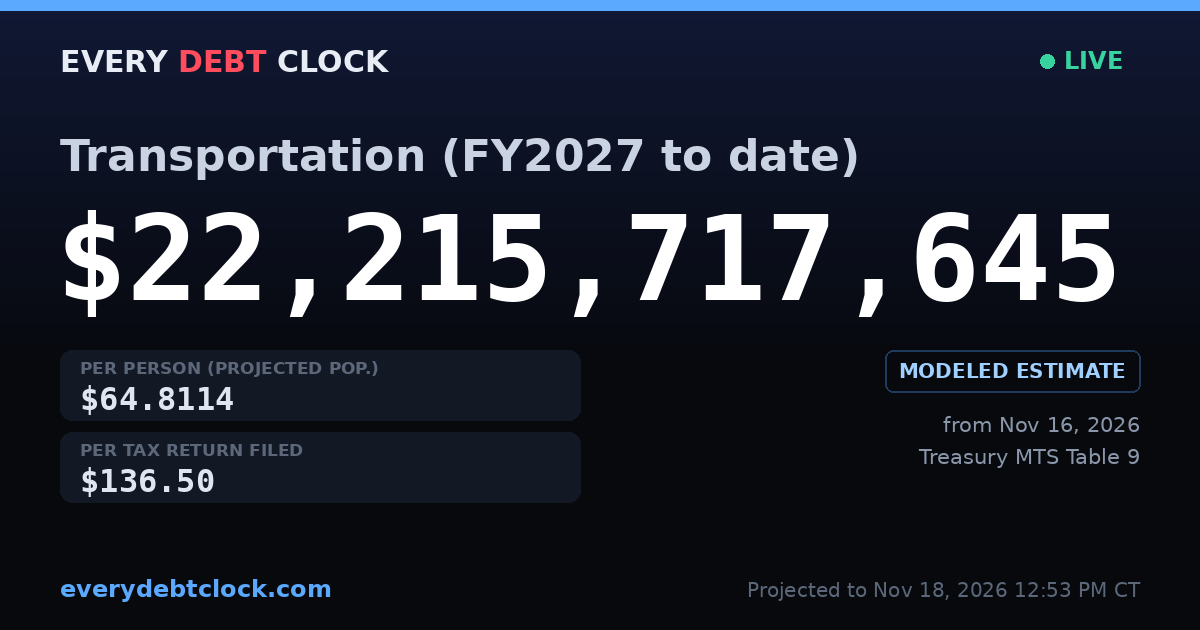 EVERY DEBT CLOCK
LIVE
Transportation (FY2027 to date)
$22,215,717,645
PER PERSON (PROJECTED POP.)
$64.8114
PER TAX RETURN FILED
$136.50
MODELED ESTIMATE
from Nov 16, 2026
Treasury MTS Table 9
everydebtclock.com
Projected to Nov 18, 2026 12:53 PM CT